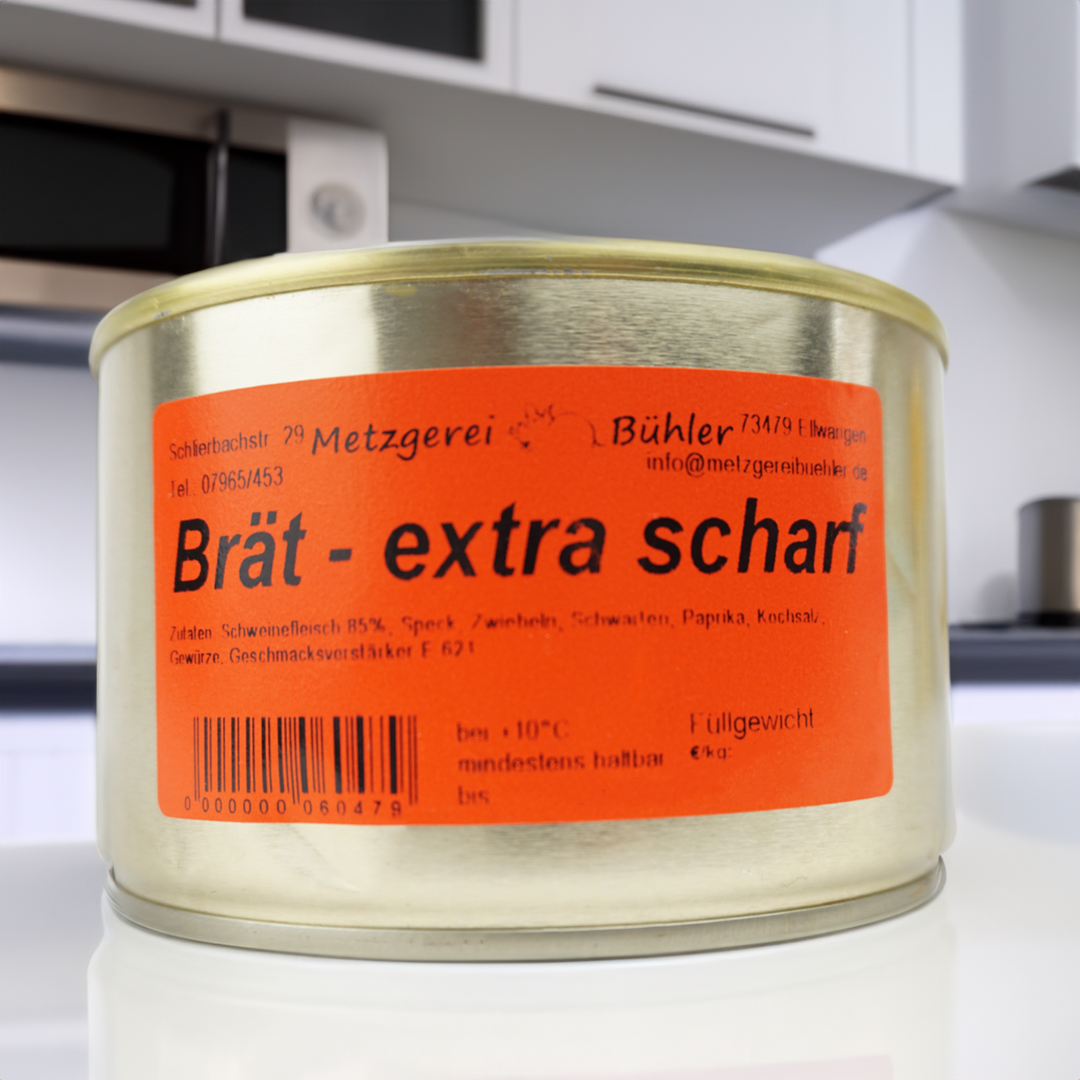 Schlierbachstr 29 Metzgerei Bühler 73479 Ellwangen
Tel.: 07965/453 info@metzgereibuehler.de
Brät - extra scharf
Zutaten: Schweinefleisch 85%, Speck, Zwiebeln, Schwarten, Paprika, Kochsalz,
Gewürze, Geschmacksverstärker E 621
bei +10°C
mindestens haltbar
bis
Füllgewicht
€/kg:
0 000000 060479